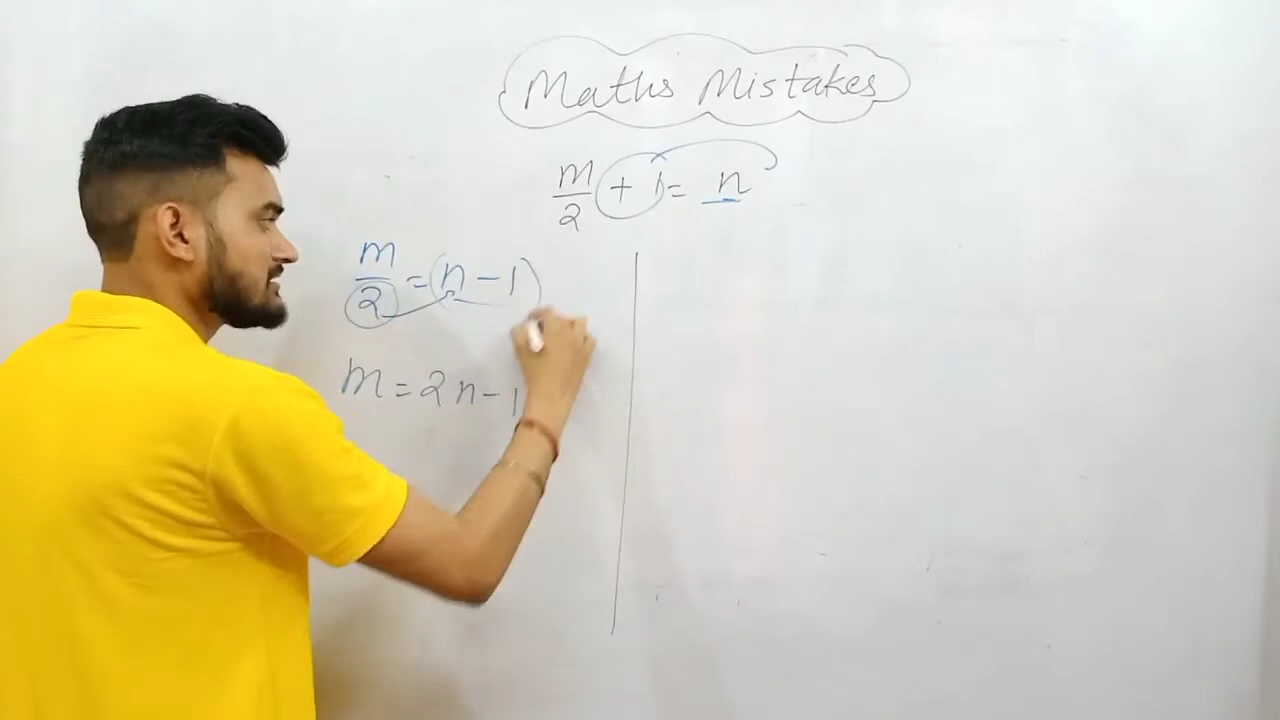 Maths Mistakes
m/2 + 1 = n
m/2 = (n - 1)
m = 2n - 1